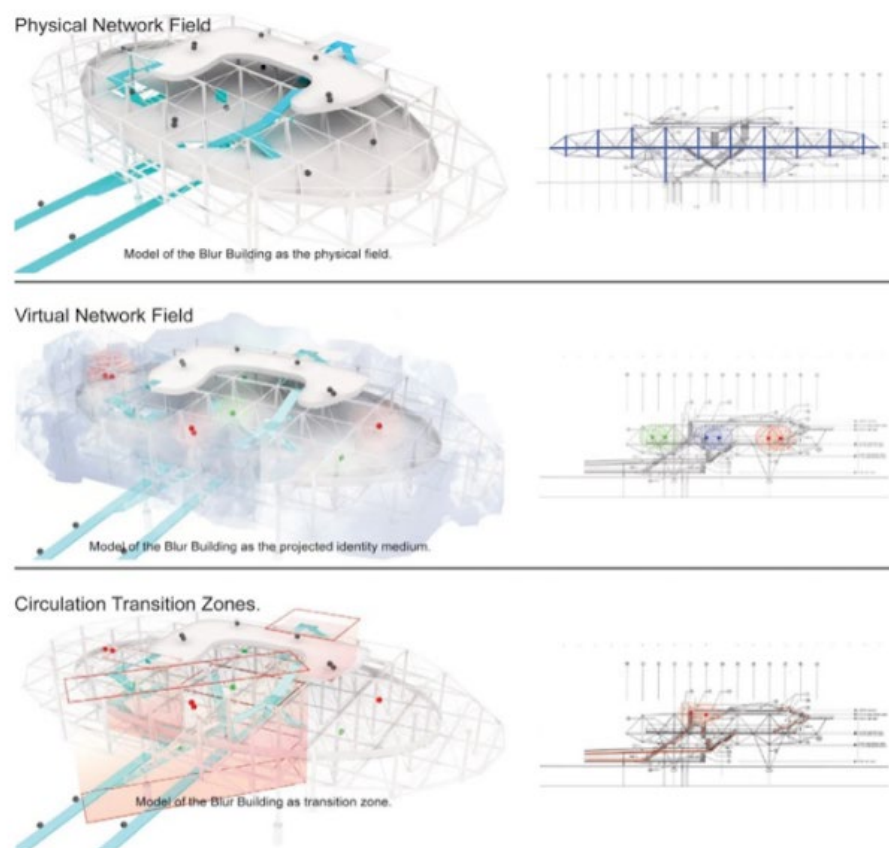 Physical Network Field
Model of the Blur Building as the physical field.
Virtual Network Field
Model of the Blur Building as the projected identity medium.
Circulation Transition Zones.
Model of the Blur Building as transition zone.